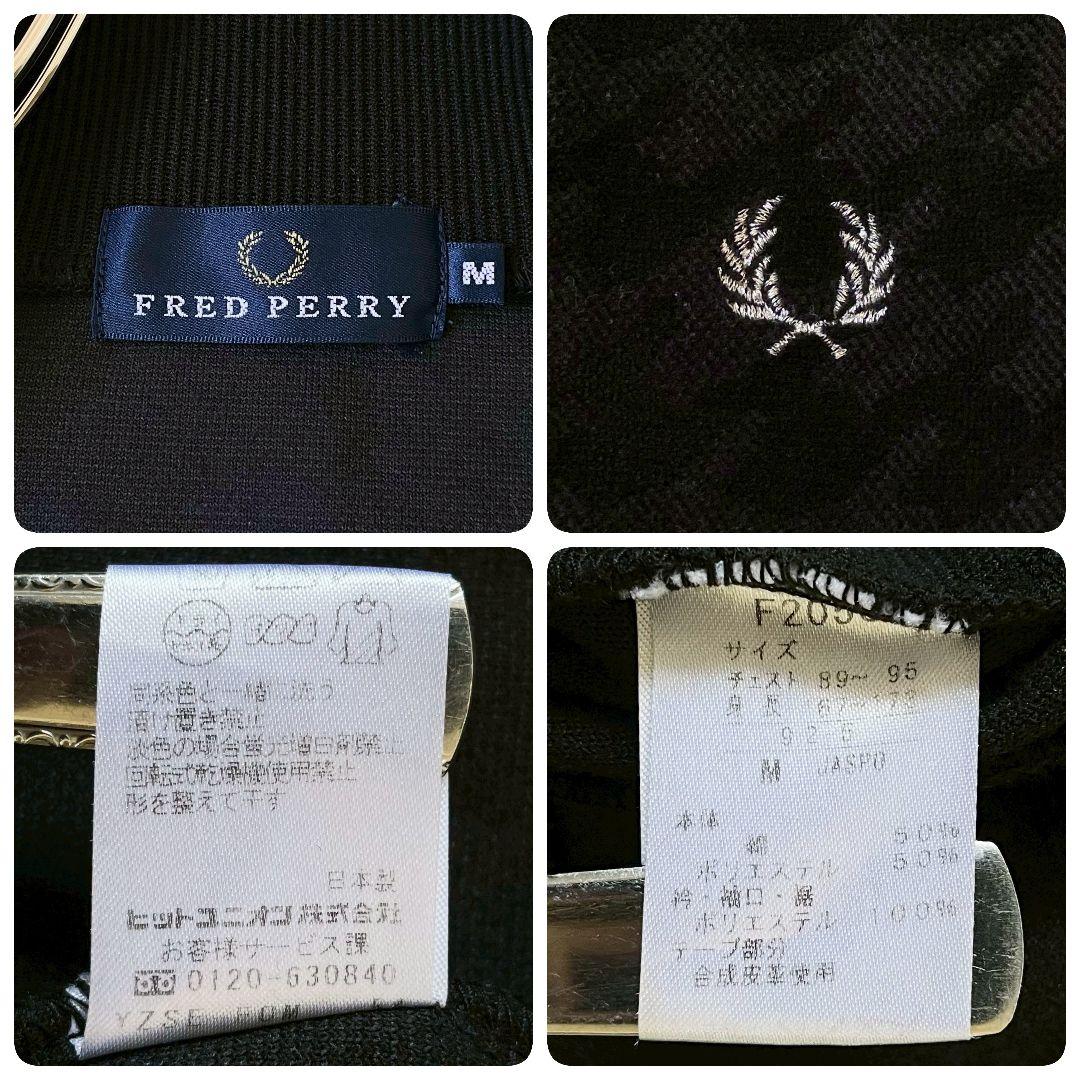 FRED PERRY
M
同系色と一緒に洗う
漬け置き禁止
淡色の場合蛍光増白剤禁止
回転式乾燥機使用禁止
形を整えて干す
日本製
ヒットユニオン株式会社
お客様サービス課
0120-630840
YZSE
サイズ
チェスト 89～ 95
身長
M JASPO
本体
綿 50%
ポリエステル 50%
衿・袖口・裾
ポリエステル 100%
テープ部分
合成皮革使用